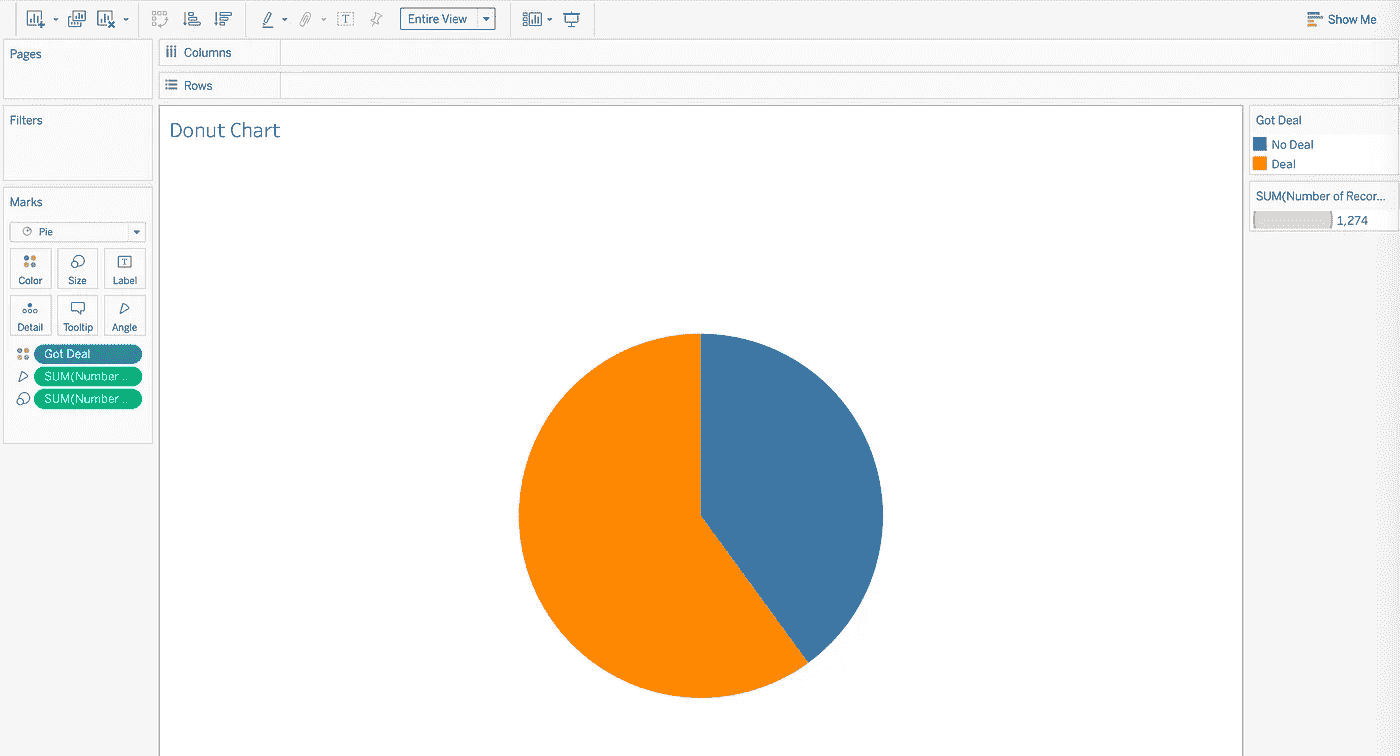 Entire View
Show Me
Pages
Columns
Rows
Filters
Marks
Pie
Color
Size
Label
Detail
Tooltip
Angle
Got Deal
SUM(Number ..
SUM(Number ..
Donut Chart
Got Deal
No Deal
Deal
SUM(Number of Recor...
1,274